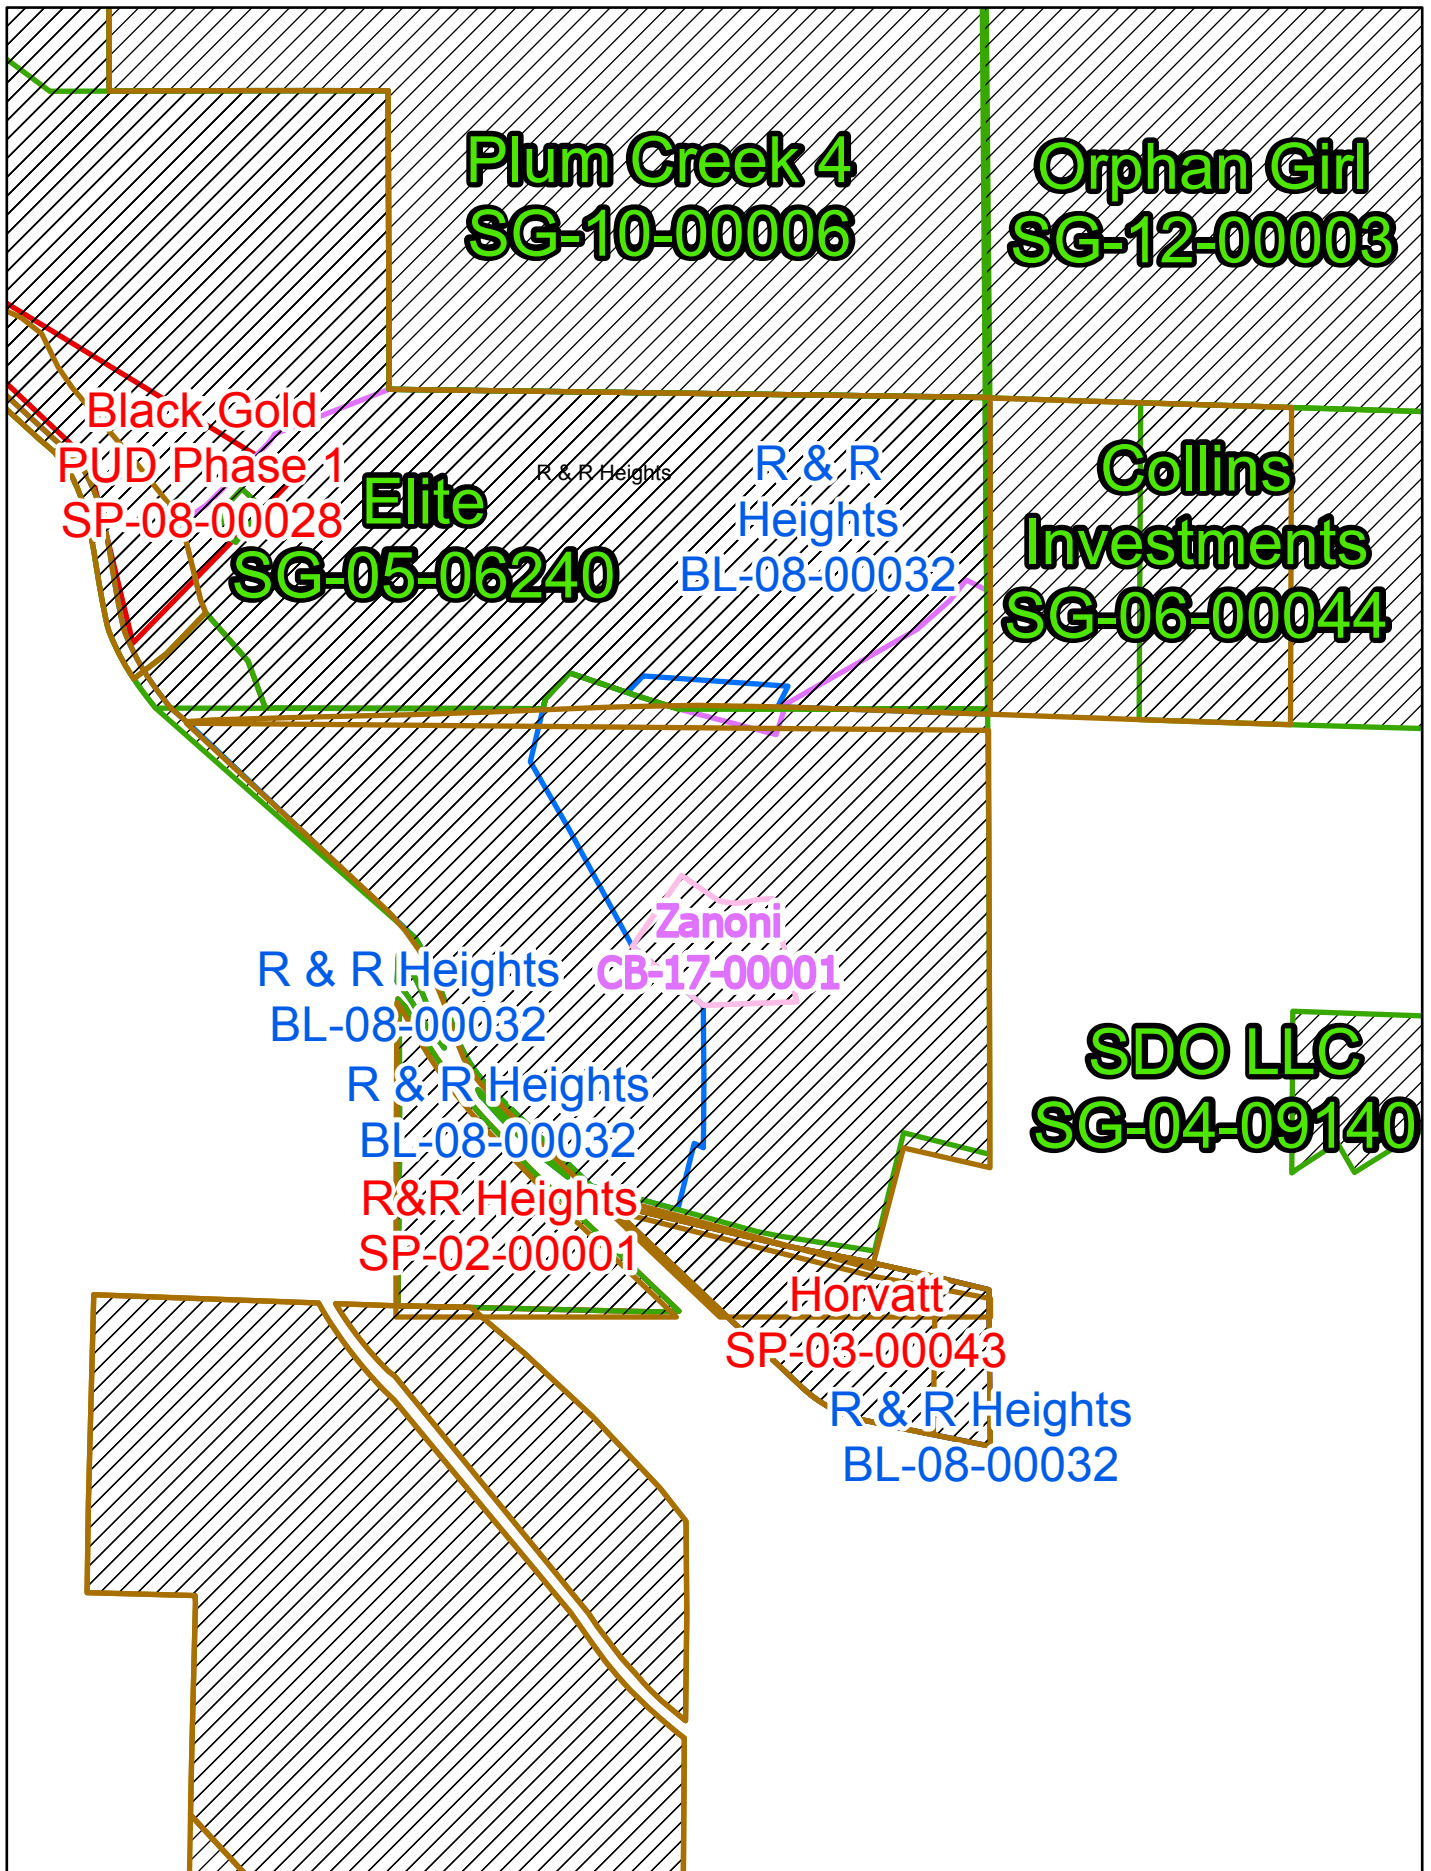 Plum Creek 4
SG-10-00006
Orphan Girl
SG-12-00003
Black Gold
PUD Phase 1
SP-08-00028
Elite
SG-05-06240
R & R Heights
R & R
Heights
BL-08-00032
Collins
Investments
SG-06-00044
Zanoni
CB-17-00001
R & R Heights
BL-08-00032
R & R Heights
BL-08-00032
SDO LLC
SG-04-09140
R&R Heights
SP-02-00001
Horvatt
SP-03-00043
R & R Heights
BL-08-00032